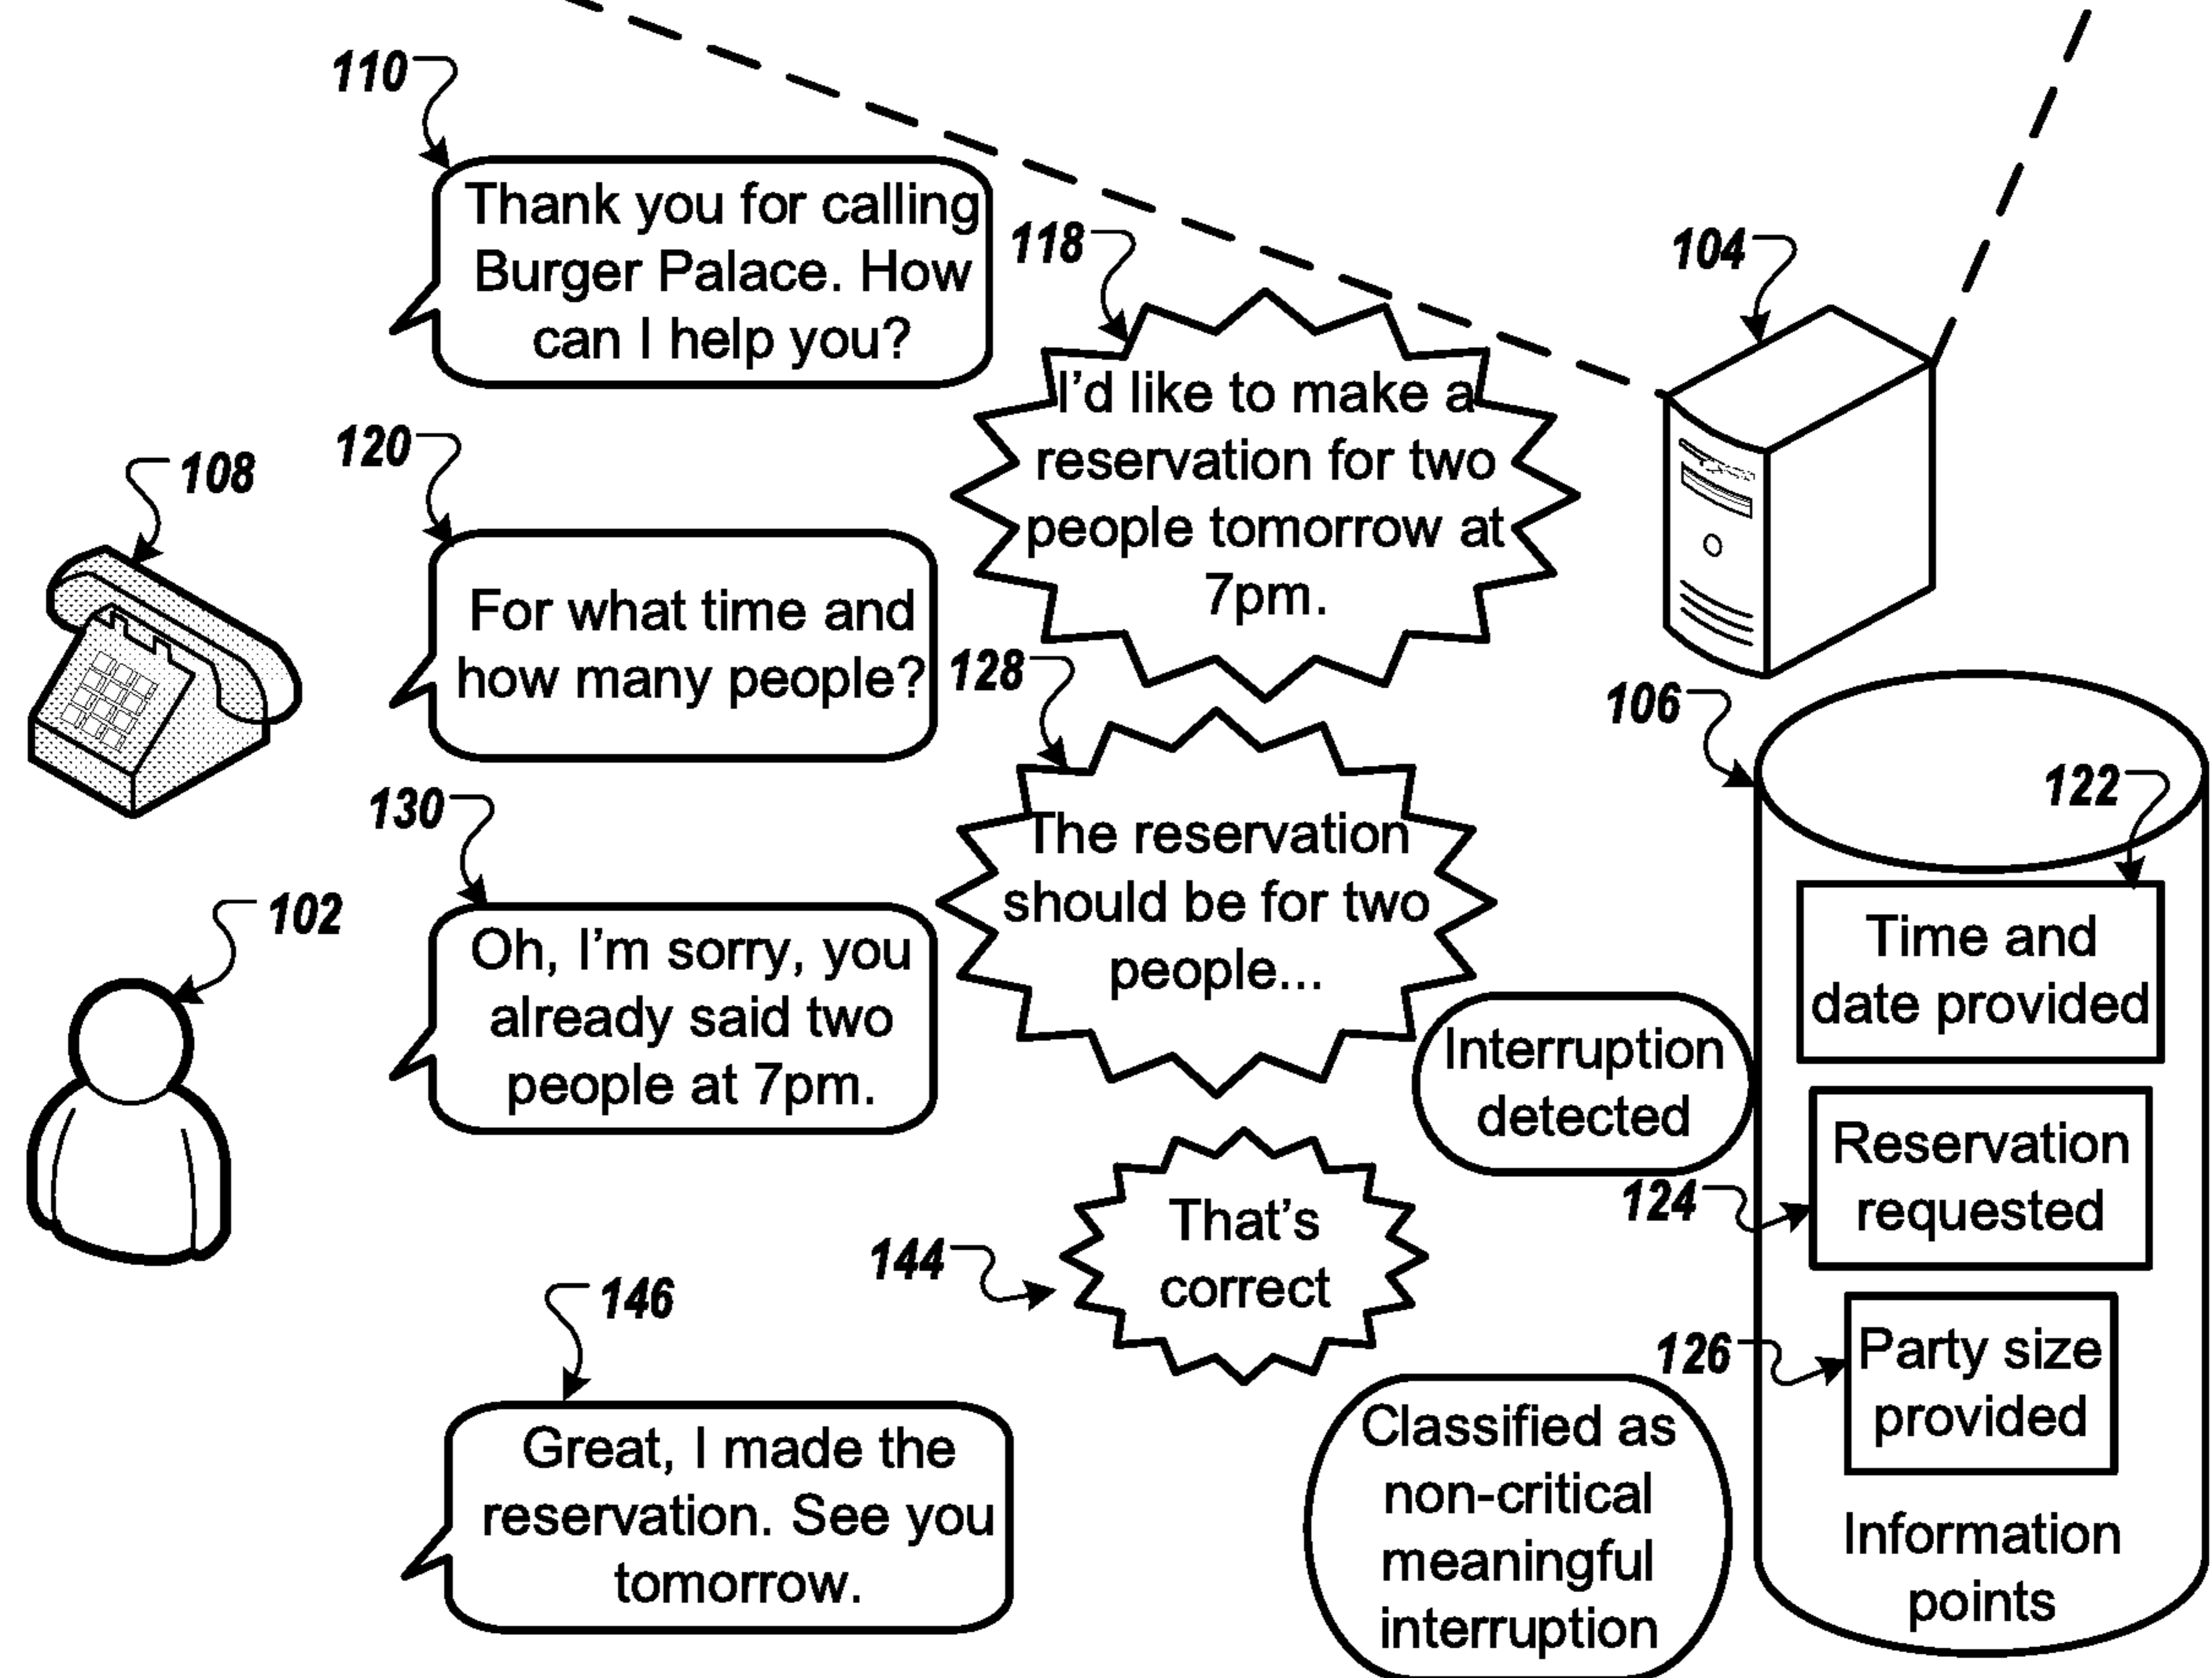 110
Thank you for calling
Burger Palace. How
can I help you?
118
I'd like to make a
reservation for two
people tomorrow at
7pm.
104
108
120
For what time and
how many people?
128
The reservation
should be for two
people...
106
122
Time and
date provided
130
Oh, I'm sorry, you
already said two
people at 7pm.
102
Interruption
detected
124
Reservation
requested
144
That's
correct
126
Party size
provided
146
Great, I made the
reservation. See you
tomorrow.
Classified as
non-critical
meaningful
interruption
Information
points